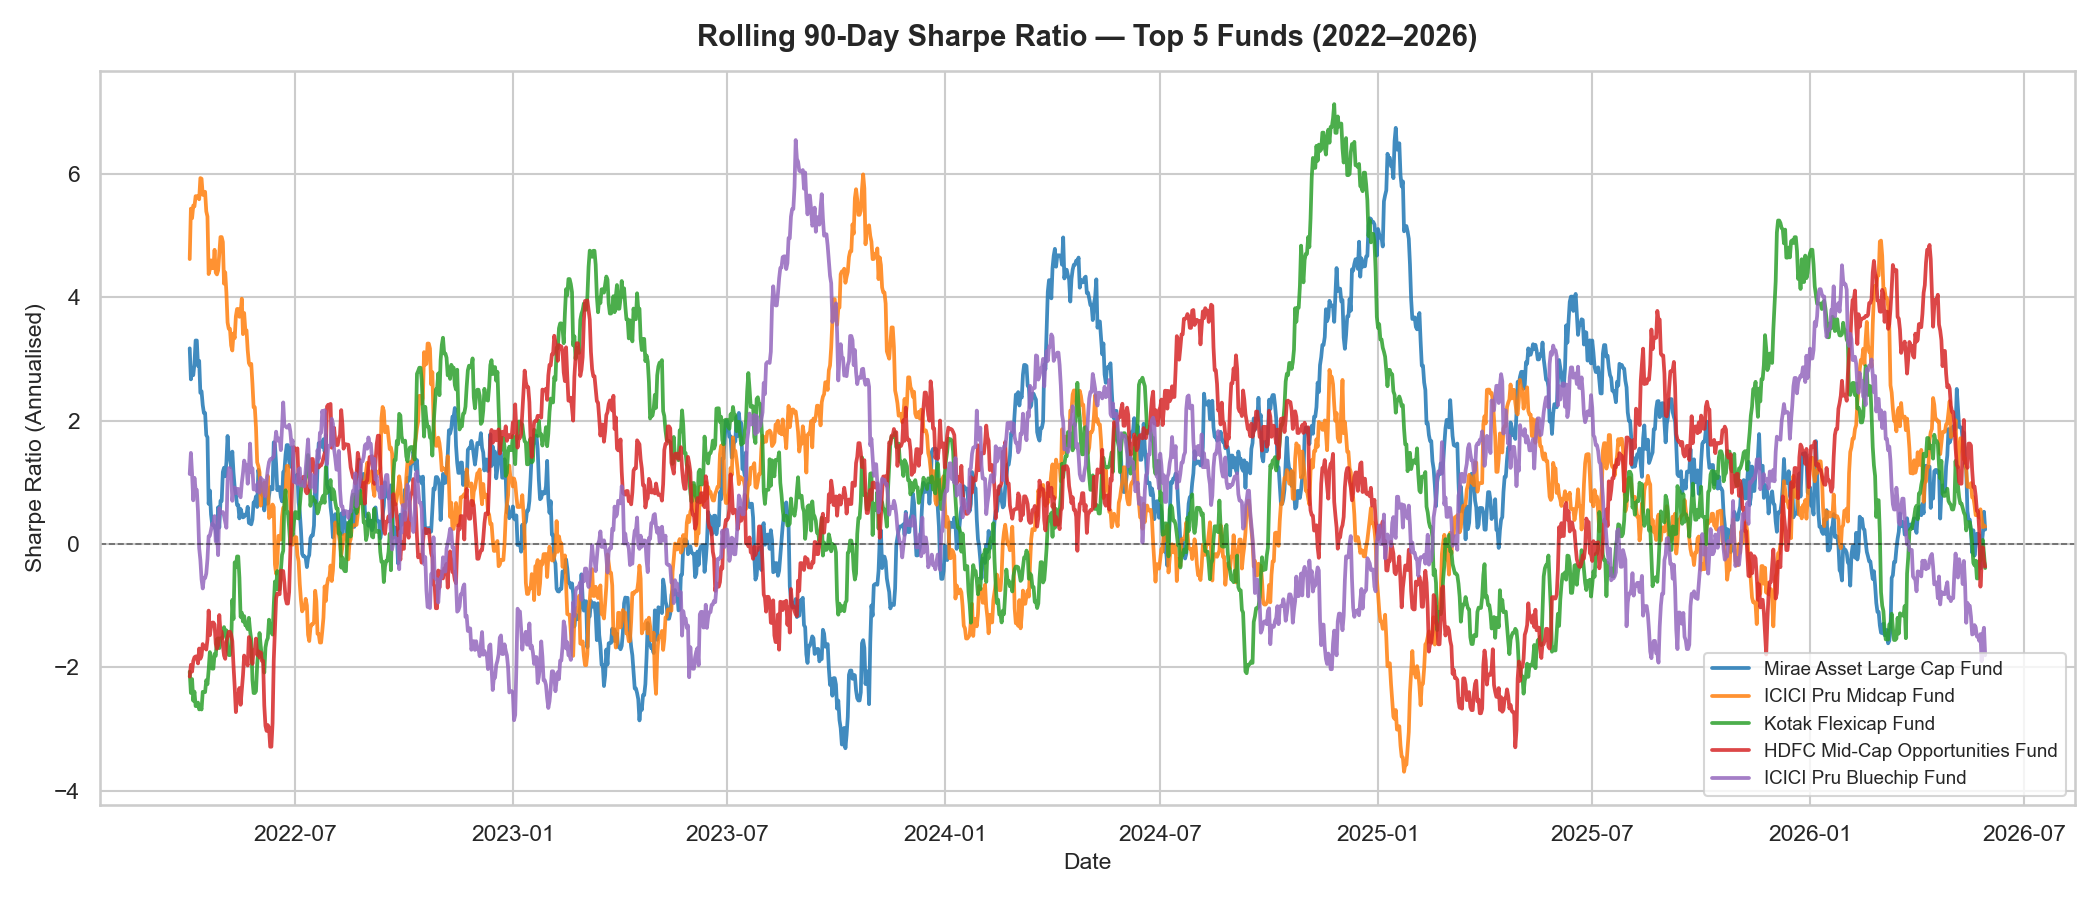 Rolling 90-Day Sharpe Ratio — Top 5 Funds (2022–2026)
Sharpe Ratio (Annualised)
6
4
2
0
−2
−4
Mirae Asset Large Cap Fund
ICICI Pru Midcap Fund
Kotak Flexicap Fund
HDFC Mid-Cap Opportunities Fund
ICICI Pru Bluechip Fund
2022-07 2023-01 2023-07 2024-01 2024-07 2025-01 2025-07 2026-01 2026-07
Date